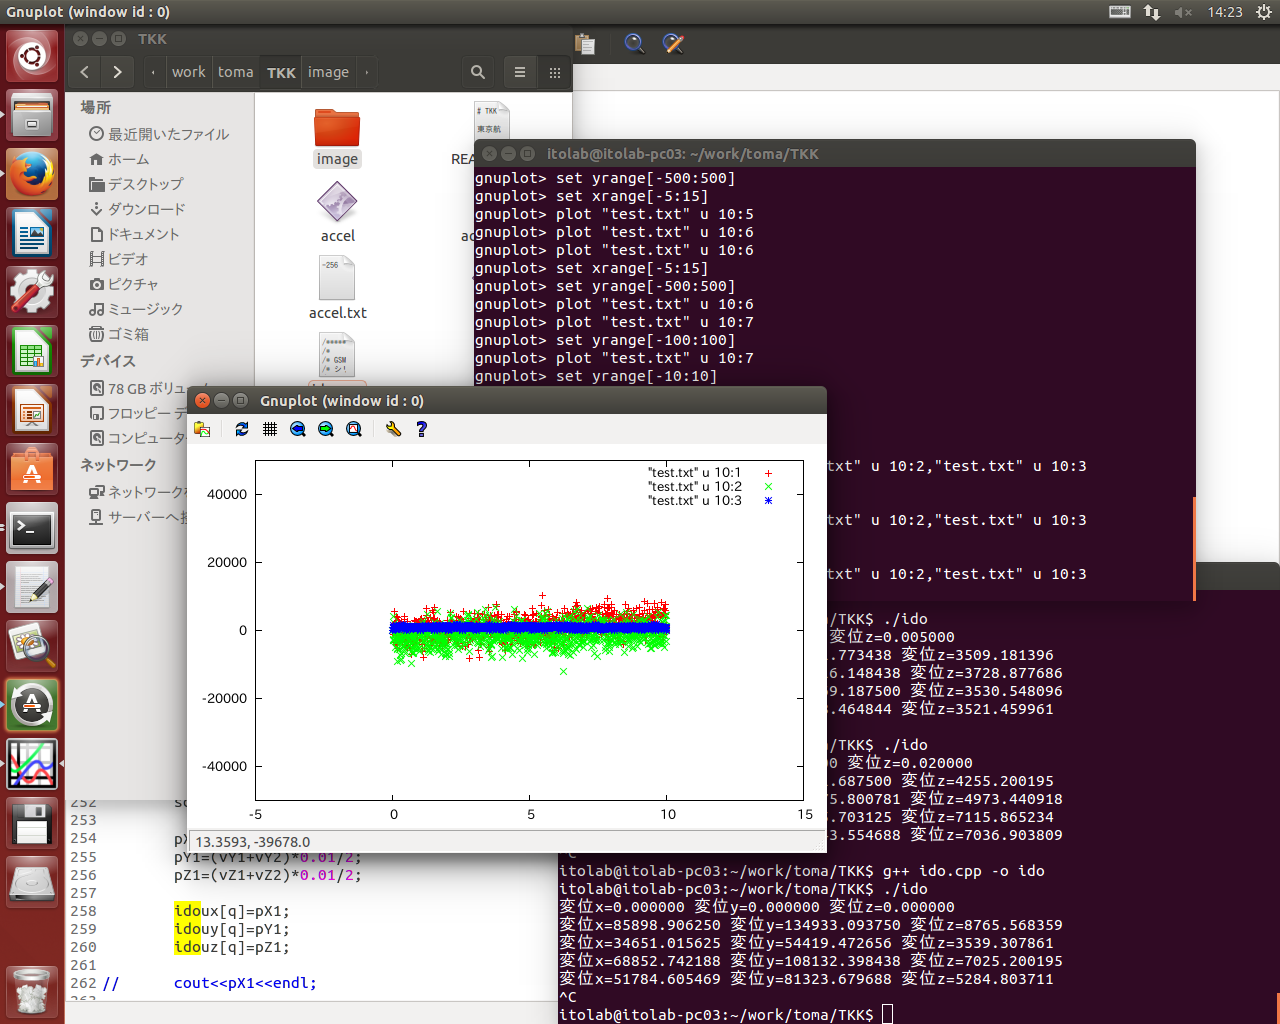 Gnuplot (window id : 0)
14:23
TKK
work toma TKK image
場所
最近開いたファイル
ホーム
デスクトップ
ダウンロード
ドキュメント
ビデオ
ピクチャ
ミュージック
ゴミ箱
デバイス
78 GB ボリューム
フロッピー デ
コンピューター
ネットワーク
ネットワークを
サーバーへ接
image
# TKK
東京航
REA
accel
ac
~256
accel.txt
/*****
/*
/* GSM
/* シ!
itolab@itolab-pc03: ~/work/toma/TKK
gnuplot> set yrange[-500:500]
gnuplot> set xrange[-5:15]
gnuplot> plot "test.txt" u 10:5
gnuplot> plot "test.txt" u 10:6
gnuplot> plot "test.txt" u 10:6
gnuplot> set xrange[-5:15]
gnuplot> set yrange[-500:500]
gnuplot> plot "test.txt" u 10:6
gnuplot> plot "test.txt" u 10:7
gnuplot> set yrange[-100:100]
gnuplot> plot "test.txt" u 10:7
gnuplot> set yrange[-10:10]
xt" u 10:2,"test.txt" u 10:3
xt" u 10:2,"test.txt" u 10:3
xt" u 10:2,"test.txt" u 10:3
Gnuplot (window id : 0)
"test.txt" u 10:1
"test.txt" u 10:2
"test.txt" u 10:3
40000
20000
0
-20000
-40000
-5 0 5 10 15
13.3593, -39678.0
/TKK$ ./ido
変位z=0.005000
.773438 変位z=3509.181396
6.148438 変位z=3728.877686
59.187500 変位z=3530.548096
.464844 変位z=3521.459961
/TKK$ ./ido
00 変位z=0.020000
.687500 変位z=4255.200195
75.800781 変位z=4973.440918
.703125 変位z=7115.865234
3.554688 変位z=7036.903809
^C
itolab@itolab-pc03:~/work/toma/TKK$ g++ ido.cpp -o ido
itolab@itolab-pc03:~/work/toma/TKK$ ./ido
変位x=0.000000 変位y=0.000000 変位z=0.000000
変位x=85898.906250 変位y=134933.093750 変位z=8765.568359
変位x=34651.015625 変位y=54419.472656 変位z=3539.307861
変位x=68852.742188 変位y=108132.398438 変位z=7025.200195
変位x=51784.605469 変位y=81323.679688 変位z=5284.803711
^C
itolab@itolab-pc03:~/work/toma/TKK$
252
253
254 pX
255 pY1=(vY1+vY2)*0.01/2;
256 pZ1=(vZ1+vZ2)*0.01/2;
257
258 idoux[q]=pX1;
259 idouy[q]=pY1;
260 idouz[q]=pZ1;
261
262 // cout<<pX1<<endl;